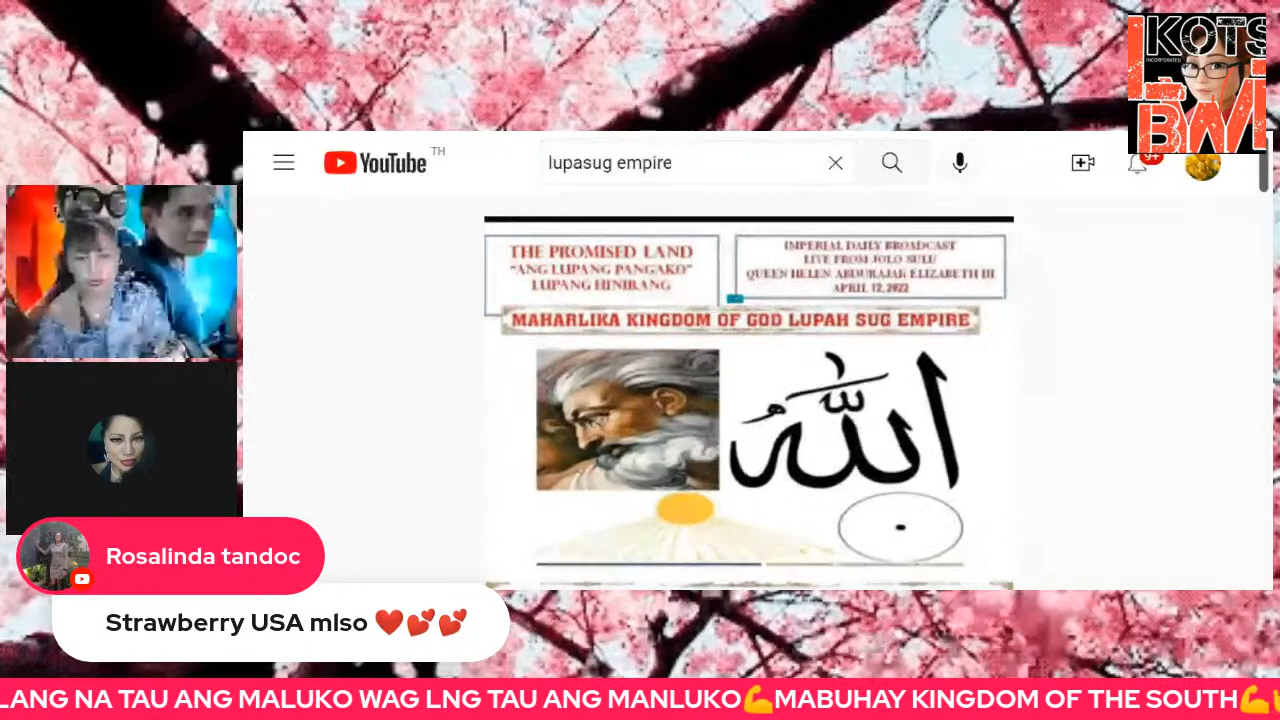 KOTS
INCORPORATED
YouTube TH
lupasug empire
9+
THE PROMISED LAND
“ANG LUPANG PANGAKO”
LUPANG HINIRANG
IMPERIAL DAILY BROADCAST
LIVE FROM JOLO SULU
QUEEN HELEN ABDURAJAK ELIZABETH III
APRIL 12, 2022
MAHARLIKA KINGDOM OF GOD LUPAH SUG EMPIRE
الله
Rosalinda tandoc
Strawberry USA mlso ❤️💕💕
LANG NA TAU ANG MALUKO WAG LNG TAU ANG MANLUKO💪MABUHAY KINGDOM OF THE SOUTH💪